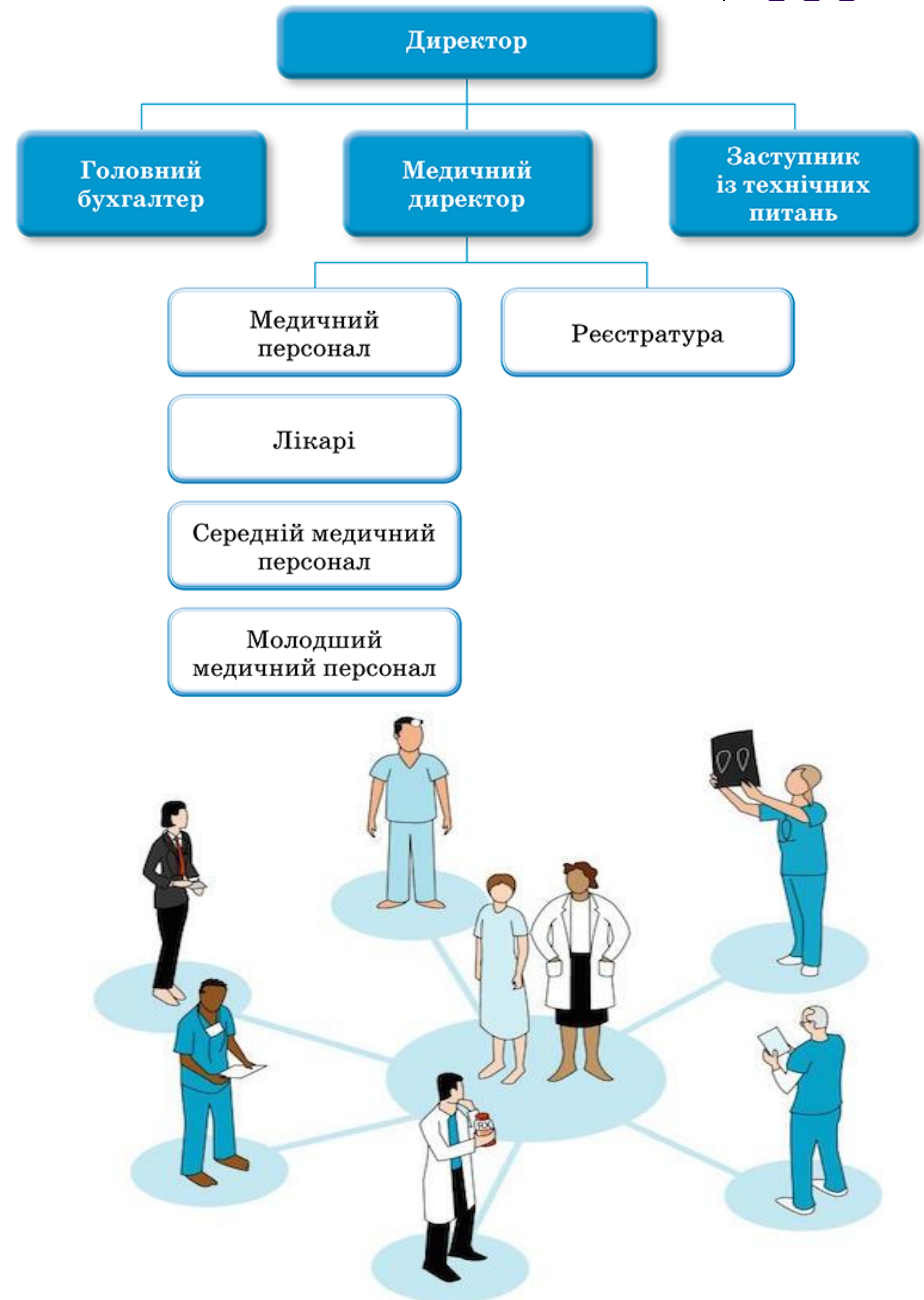 Директор
Головний
бухгалтер
Медичний
директор
Заступник
із технічних
питань
Медичний
персонал
Реєстратура
Лікарі
Середній медичний
персонал
Молодший
медичний персонал
RX